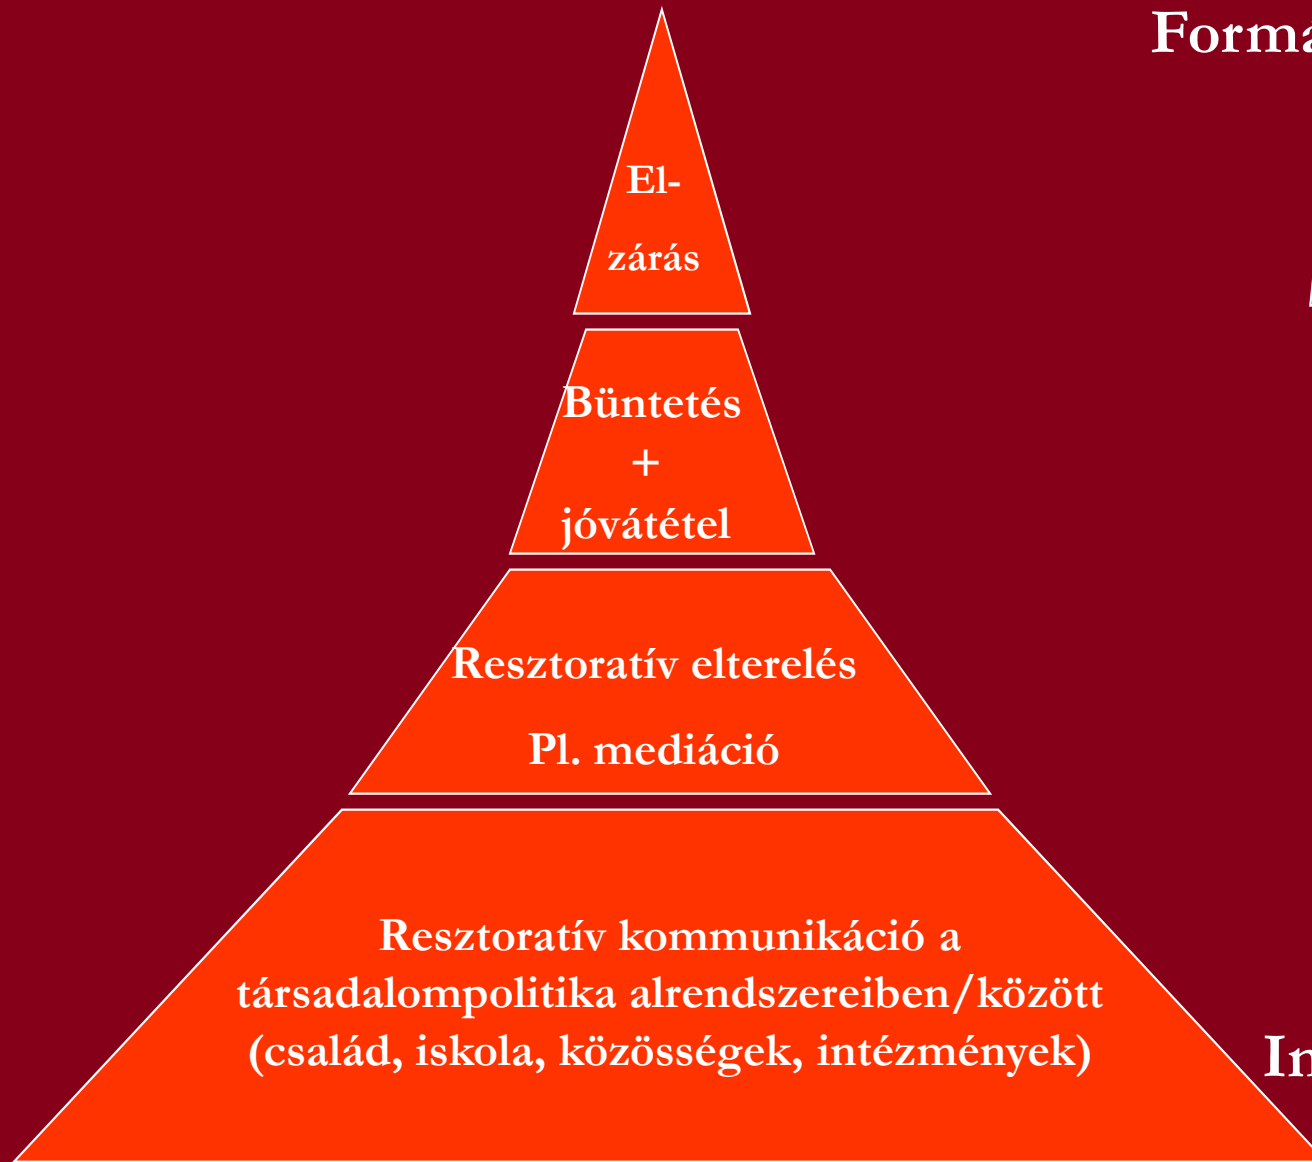 Forma
El-
zárás
Büntetés
+
jóvátétel
Resztoratív elterelés
Pl. mediáció
Resztoratív kommunikáció a
társadalompolitika alrendszereiben/között
(család, iskola, közösségek, intézmények)
In